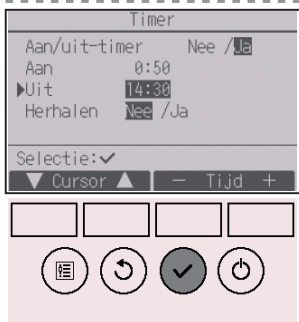 Timer
Aan/uit-timer Nee /Ja
Aan 0:50
▶Uit 14:30
Herhalen Nee /Ja
Selectie:✓
▼ Cursor ▲ − Tijd +